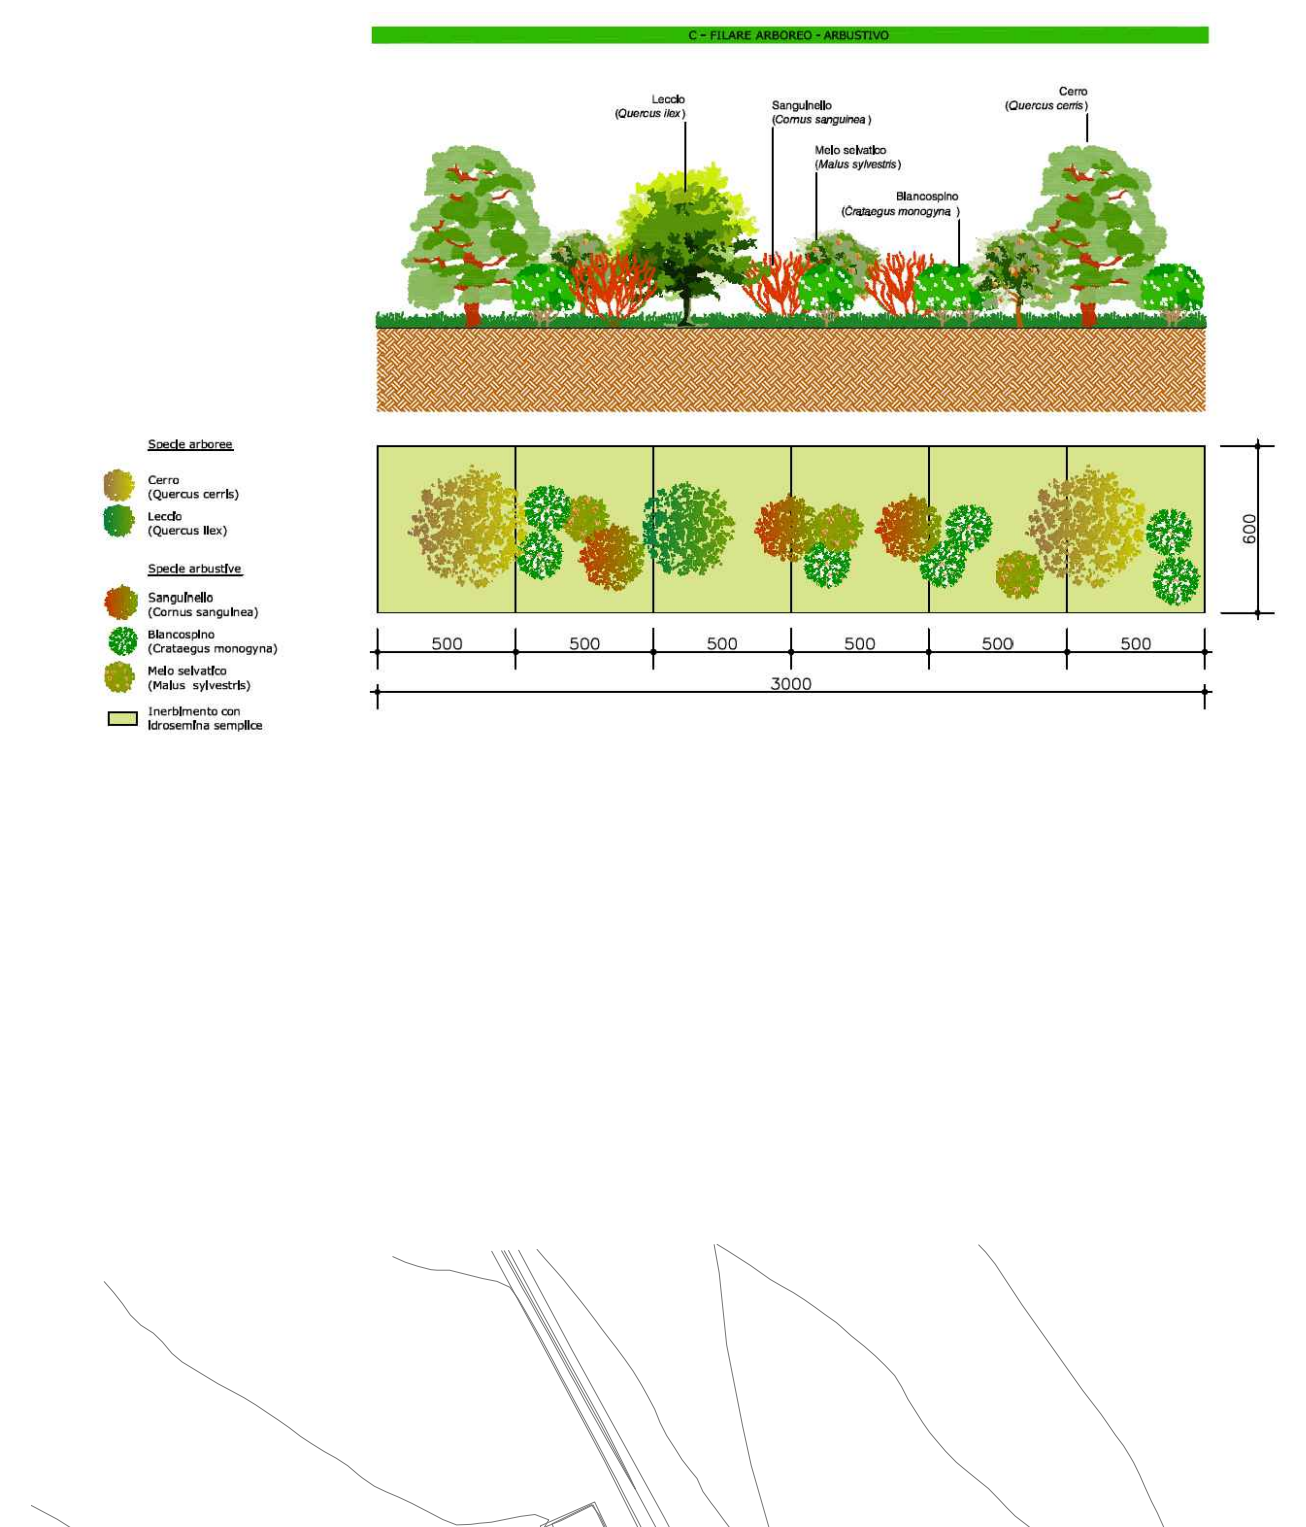 C - FILARE ARBOREO - ARBUSTIVO
Leccio
(Quercus ilex)
Sanguinello
(Cornus sanguinea )
Cerro
(Quercus cerris)
Melo selvatico
(Malus sylvestris)
Biancospino
(Crataegus monogyna )
Specie arboree
Cerro
(Quercus cerris)
Leccio
(Quercus ilex)
Specie arbustive
Sanguinello
(Cornus sanguinea)
Biancospino
(Crataegus monogyna)
Melo selvatico
(Malus sylvestris)
Inerbimento con
idrosemina semplice
600
500 500 500 500 500 500
3000